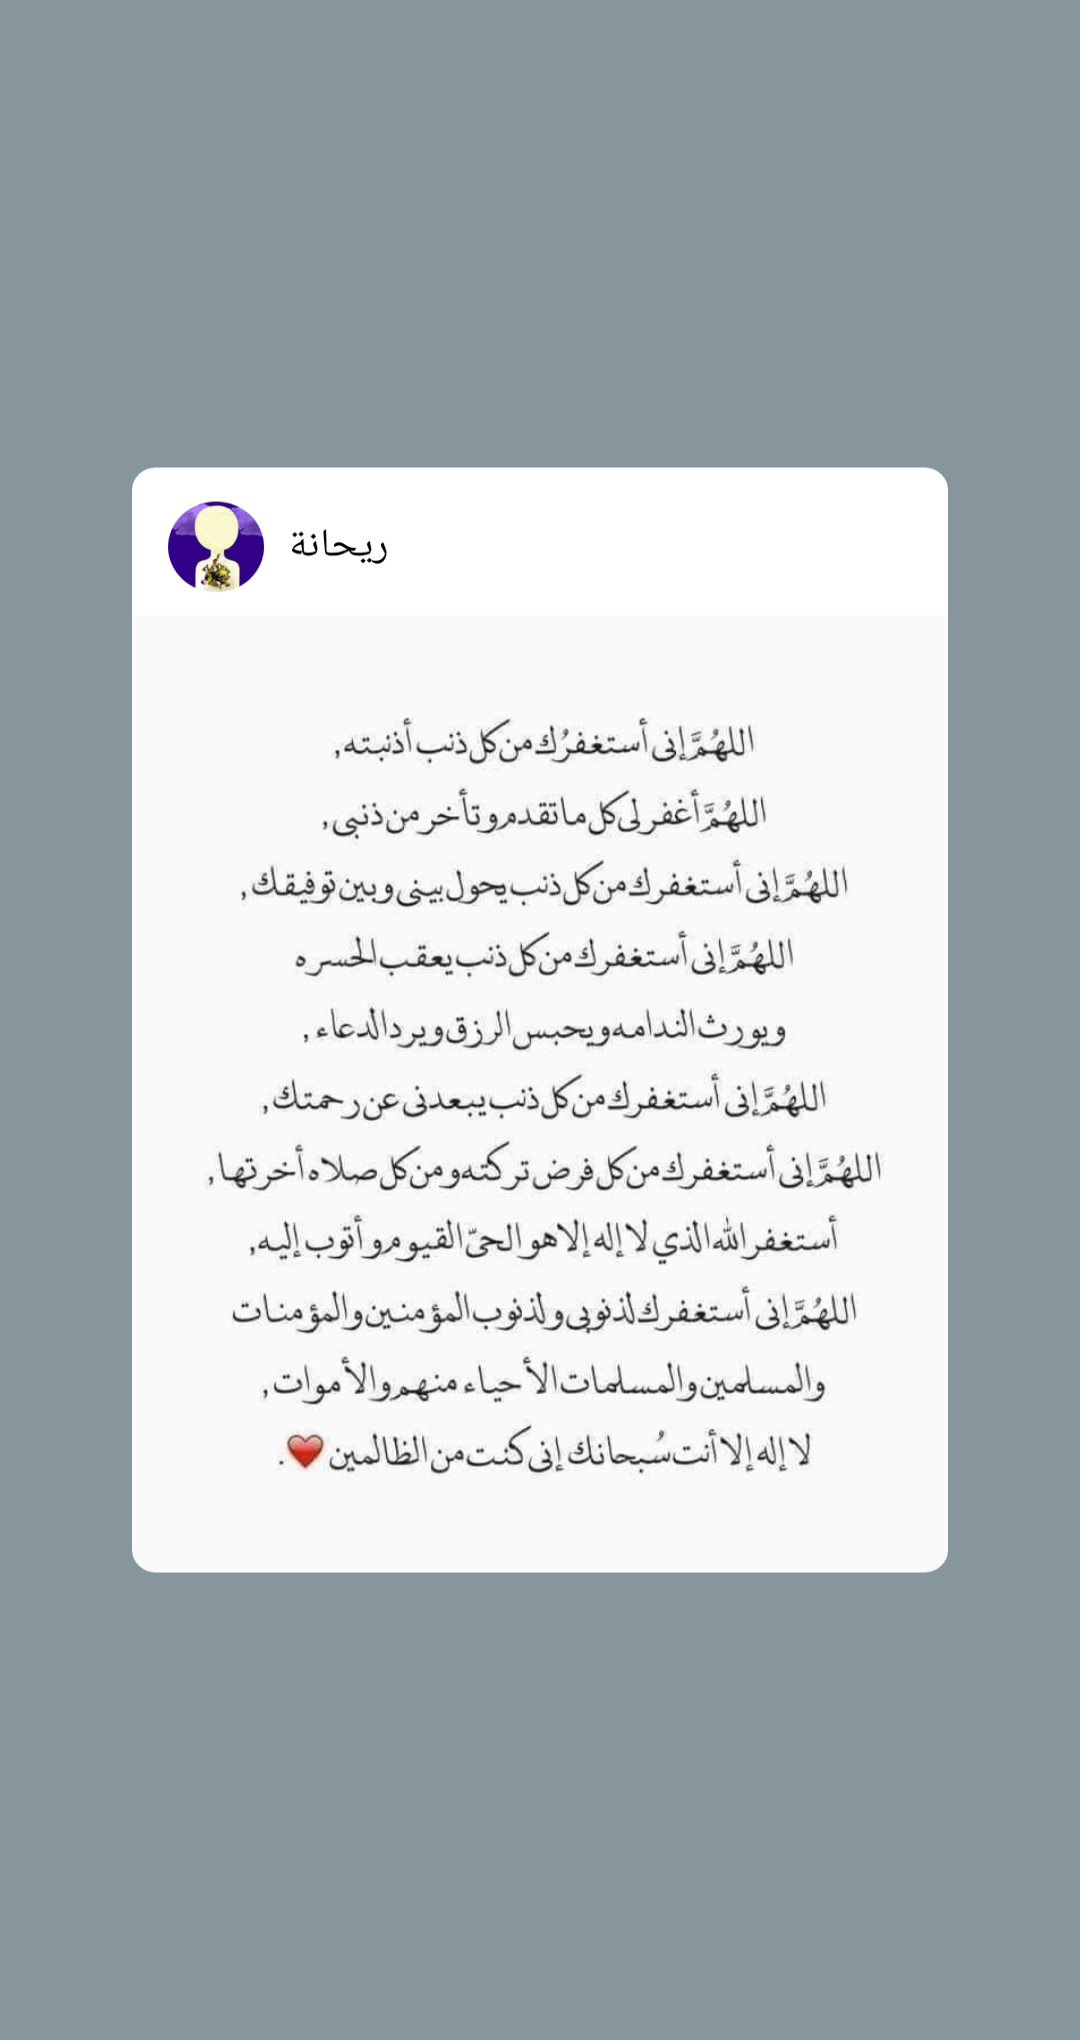 ريحانة
اللهُمَّ إنى أستغفرُك من كل ذنب أذنبته,
اللهُمَّ أغفر لى كل ما تقدم وتأخر من ذنبى,
اللهُمَّ إنى أستغفرك من كل ذنب يحول بينى وبين توفيقك,
اللهُمَّ إنى أستغفرك من كل ذنب يعقب الحسره
ويورث الندامه ويحبس الرزق ويرد الدعاء,
اللهُمَّ إنى أستغفرك من كل ذنب يبعدنى عن رحمتك,
اللهُمَّ إنى أستغفرك من كل فرض تركته ومن كل صلاه أخرتها,
أستغفر الله الذي لا إله إلا هو الحىّ القيوم وأتوب إليه,
اللهُمَّ إنى أستغفرك لذنوبى ولذنوب المؤمنين والمؤمنات
والمسلمين والمسلمات الأحياء منهم والأموات,
لا إله إلا أنت سُبحانك إنى كنت من الظالمين ❤️.